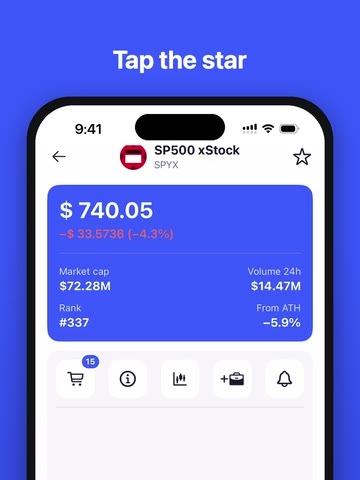 Tap the star
9:41
SP500 xStock
SPYX
$ 740.05
−$ 33.5736 (−4.3%)
Market cap
Volume 24h
$72.28M
$14.47M
Rank
From ATH
#337
−5.9%
15